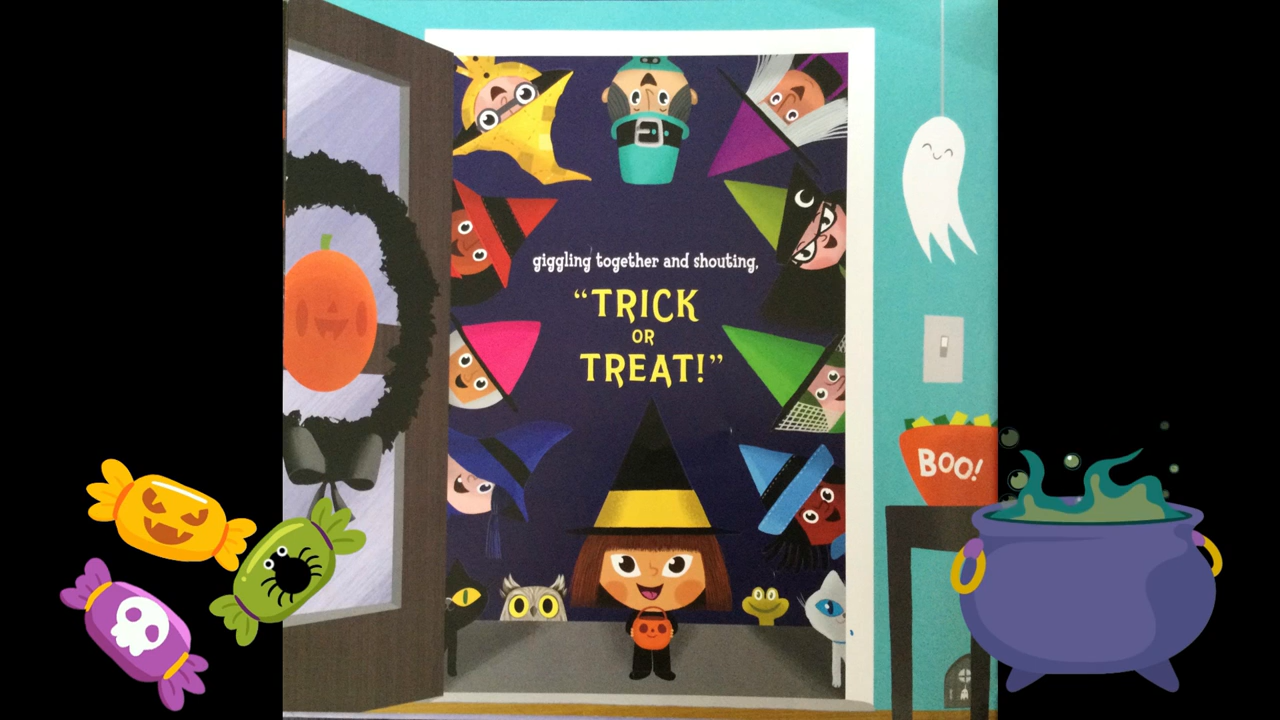 giggling together and shouting,
“TRICK
OR
TREAT!”
BOO!